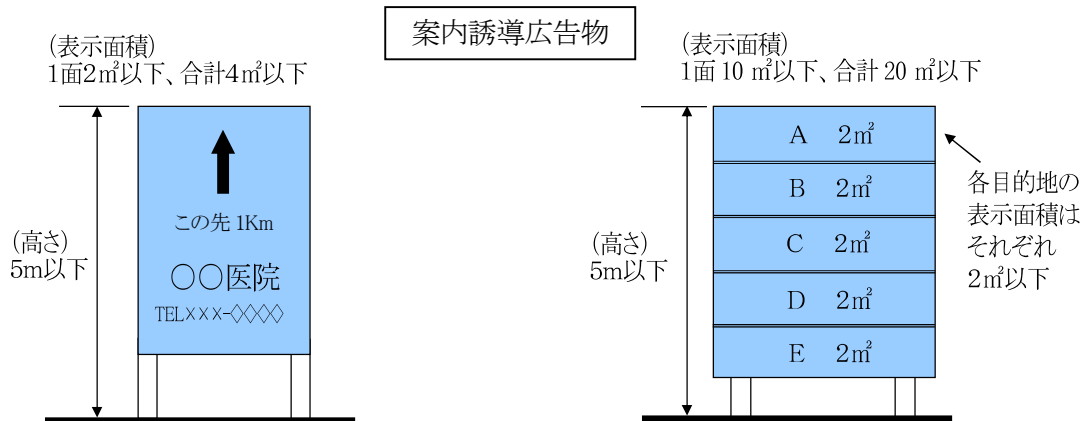 案内誘導広告物
(表示面積)
1面2㎡以下、合計4㎡以下
(高さ)
5m以下
この先 1Km
〇〇医院
TEL×××-◇◇◇◇
(表示面積)
1面 10 ㎡以下、合計 20 ㎡以下
(高さ)
5m以下
A 2㎡
B 2㎡
C 2㎡
D 2㎡
E 2㎡
各目的地の
表示面積は
それぞれ
2㎡以下